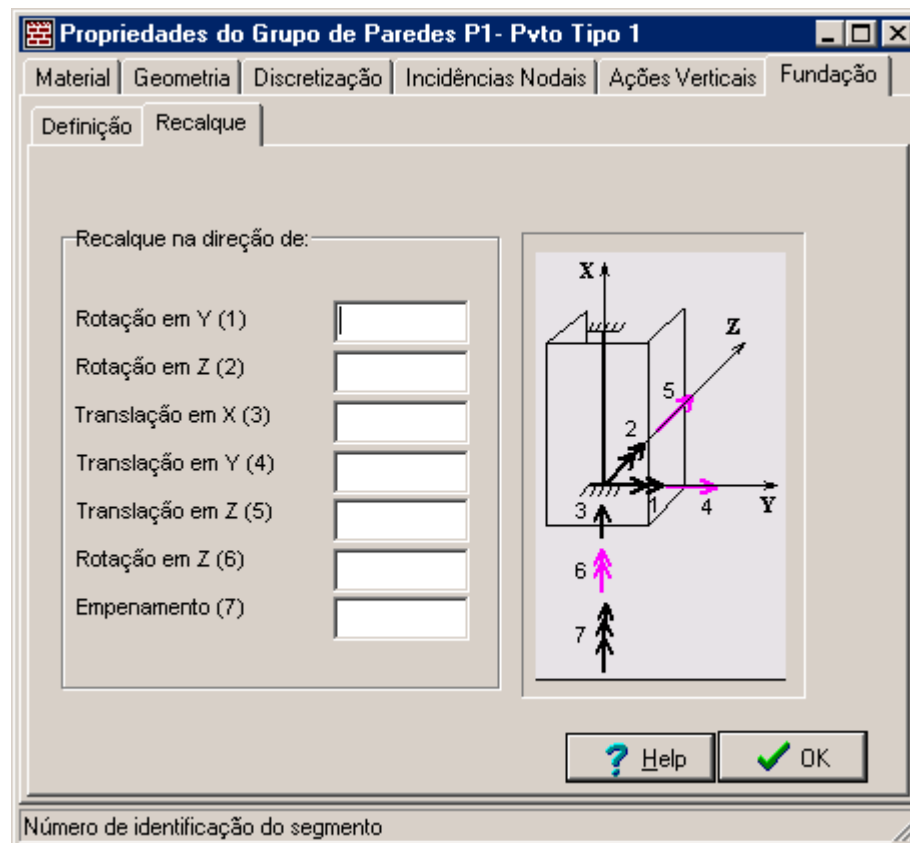 Propriedades do Grupo de Paredes P1- Pvto Tipo 1
Material Geometria Discretização Incidências Nodais Ações Verticais Fundação
Definição Recalque
Recalque na direção de:
Rotação em Y (1)
Rotação em Z (2)
Translação em X (3)
Translação em Y (4)
Translação em Z (5)
Rotação em Z (6)
Empenamento (7)
X
Z
5
2
3
1
4
Y
6
7
? Help
OK
Número de identificação do segmento